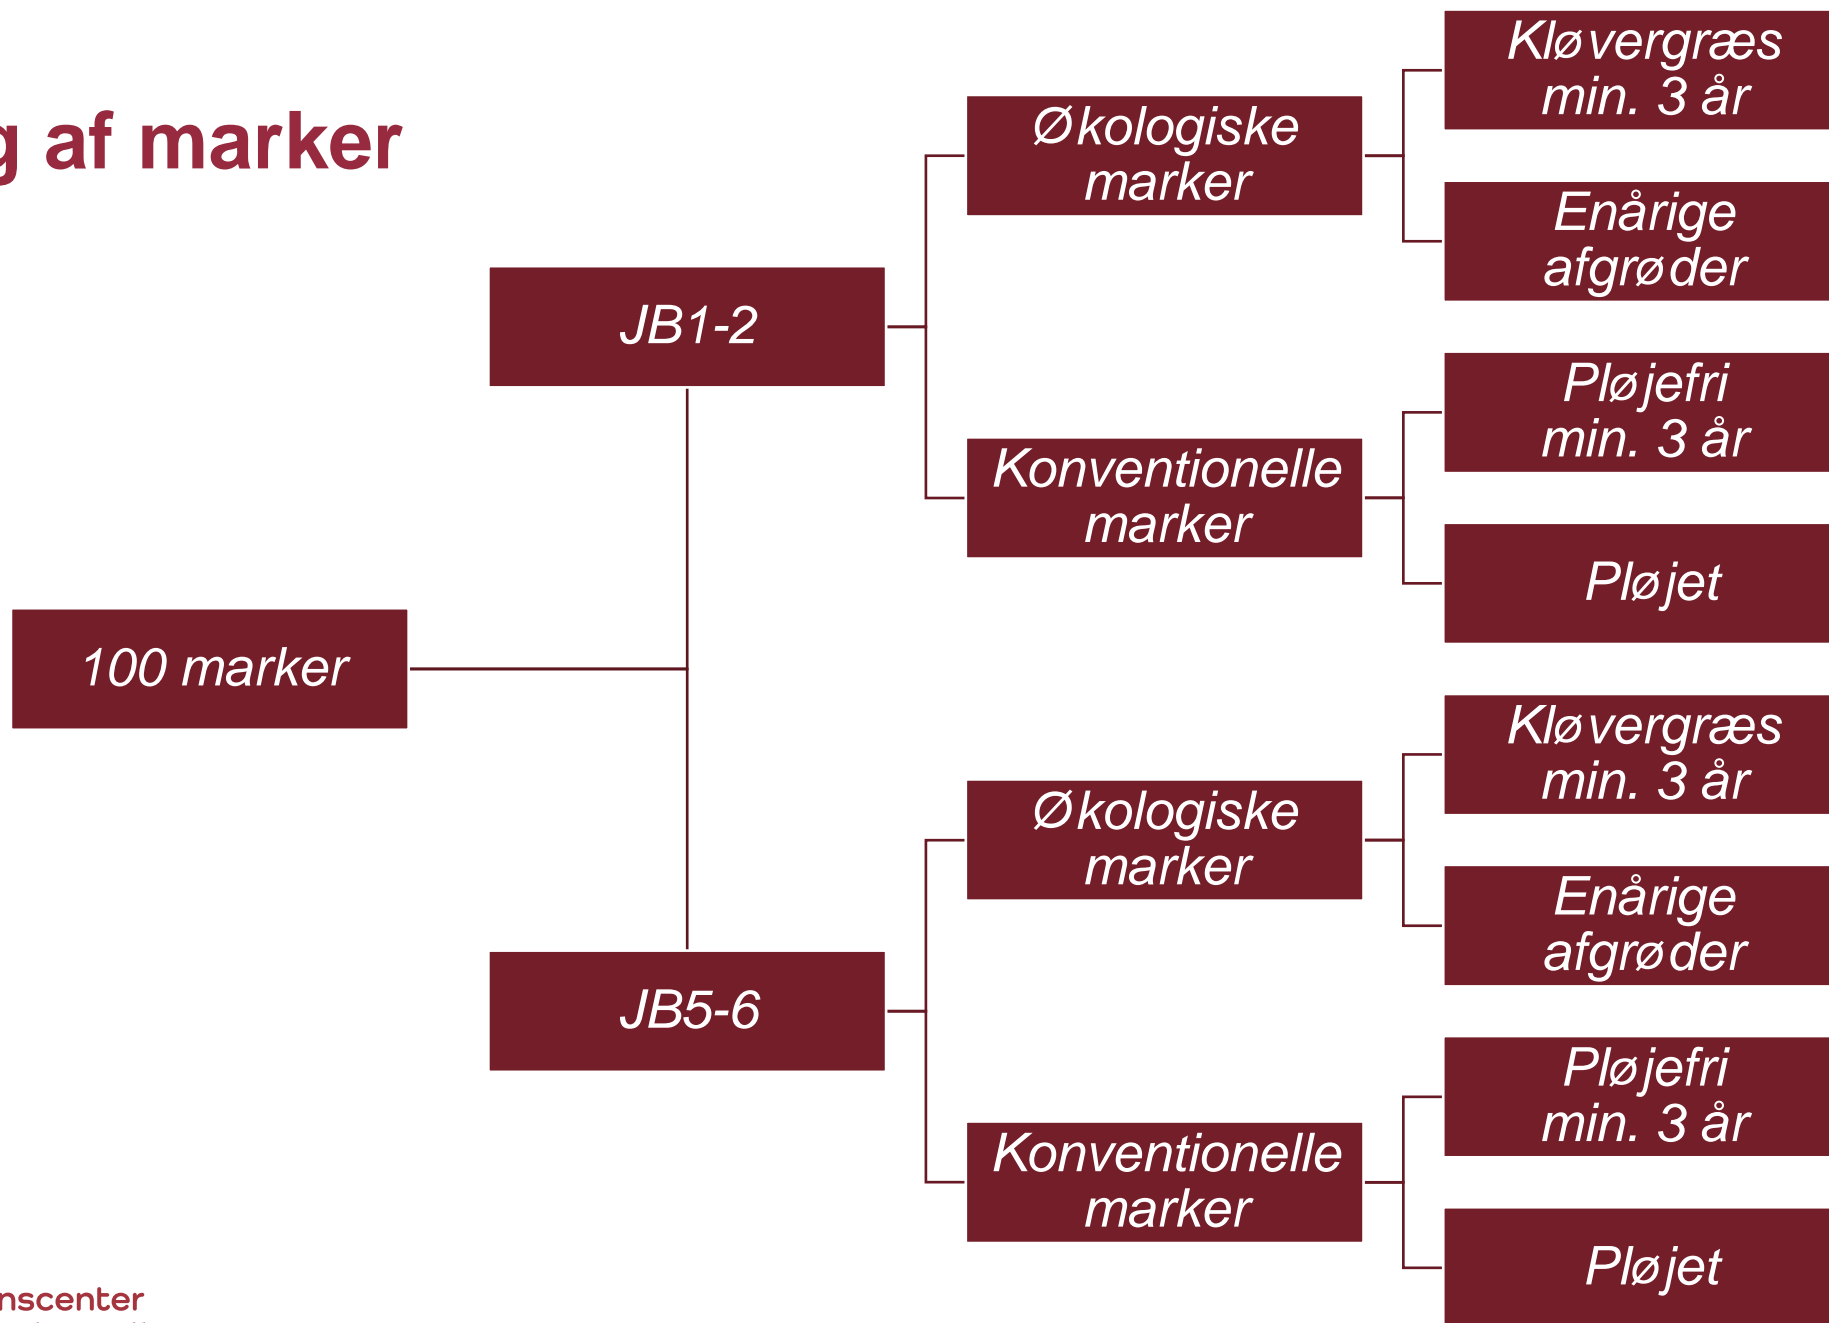 af marker
100 marker
JB1-2
JB5-6
Økologiske
marker
Konventionelle
marker
Økologiske
marker
Konventionelle
marker
Kløvergræs
min. 3 år
Enårige
afgrøder
Pløjefri
min. 3 år
Pløjet
Kløvergræs
min. 3 år
Enårige
afgrøder
Pløjefri
min. 3 år
Pløjet
nscenter